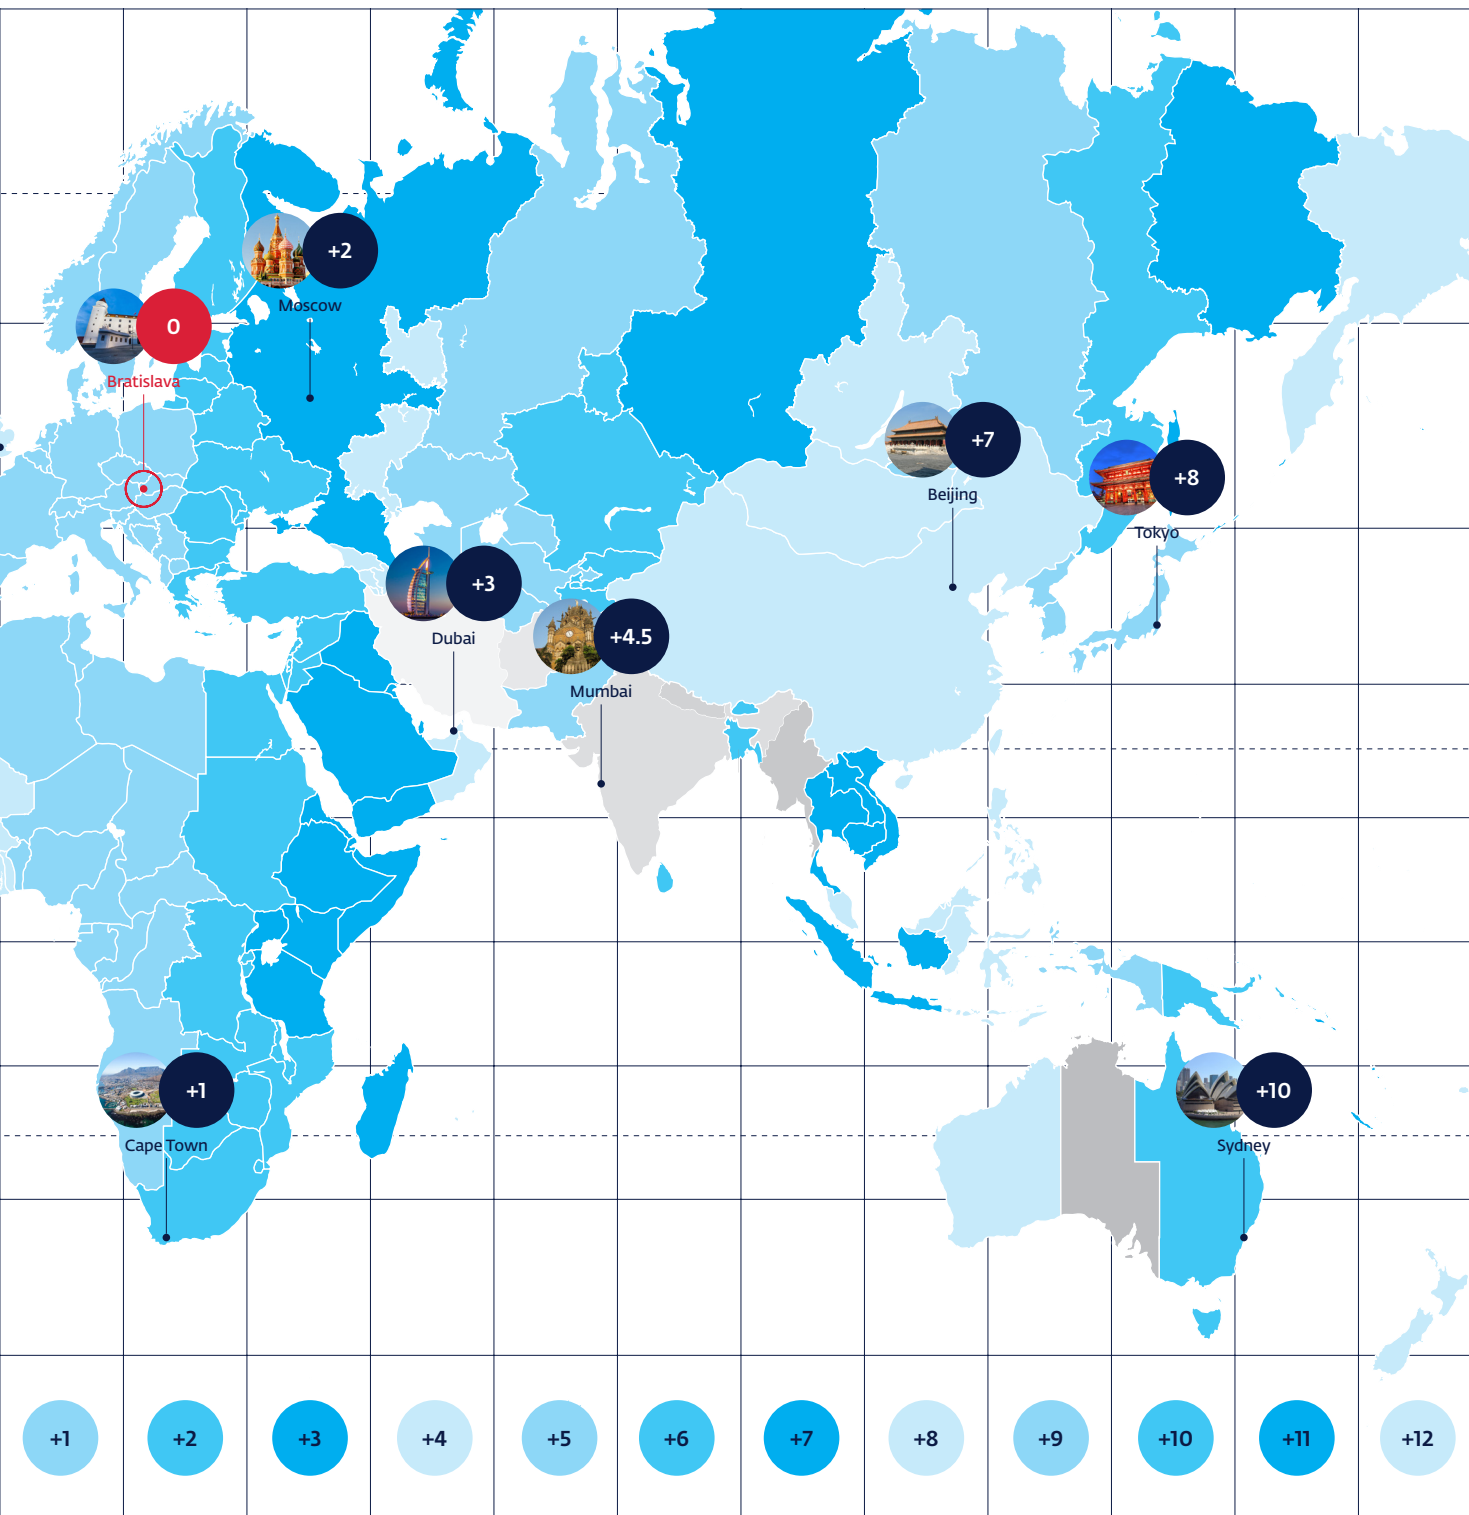 +2
Moscow
0
Bratislava
+7
Beijing
+8
Tokyo
+3
Dubai
+4.5
Mumbai
+1
Cape Town
+10
Sydney
+1
+2
+3
+4
+5
+6
+7
+8
+9
+10
+11
+12